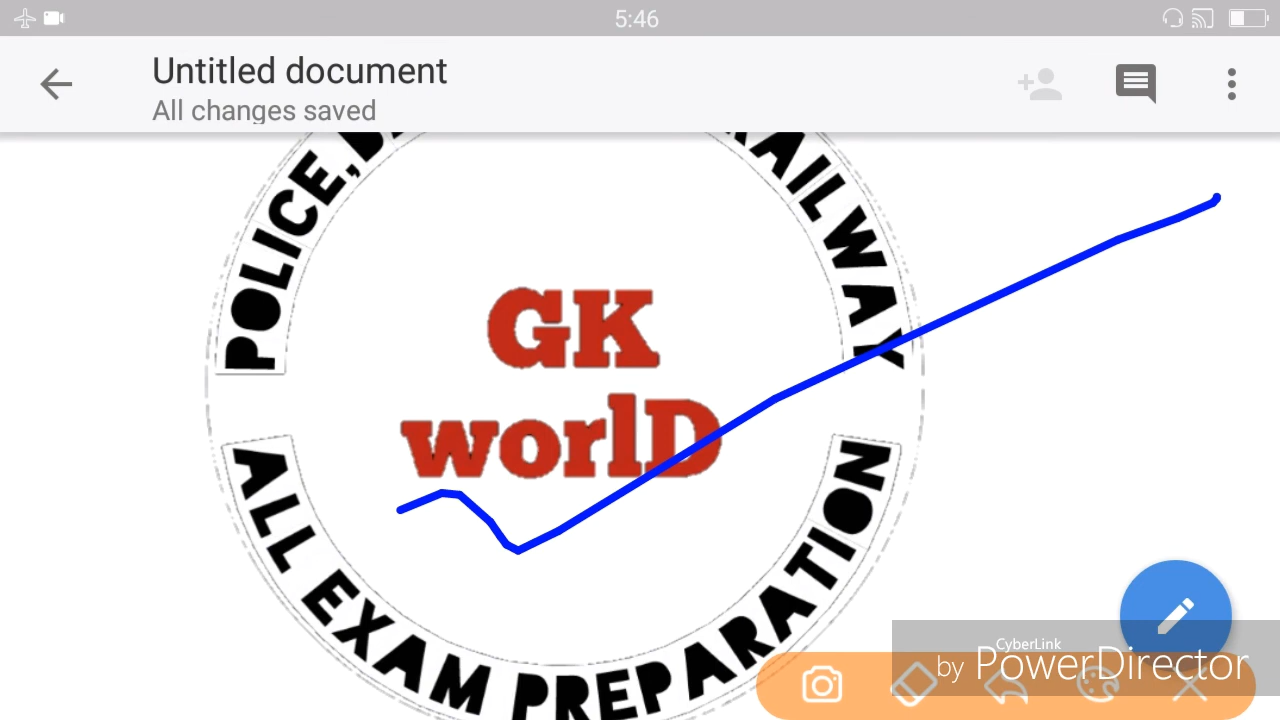 5:46
Untitled document
All changes saved
POLICE,
RAILWAY
GK
worlD
ALL EXAM PREPARATION
CyberLink
by PowerDirector